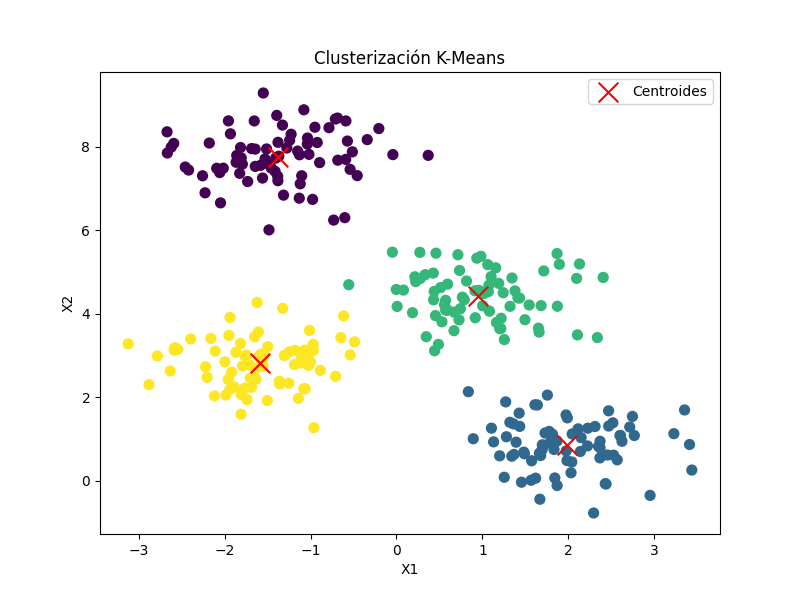 Clusterización K-Means
Centroides
8
6
4
2
0
X2
−3 −2 −1 0 1 2 3
X1